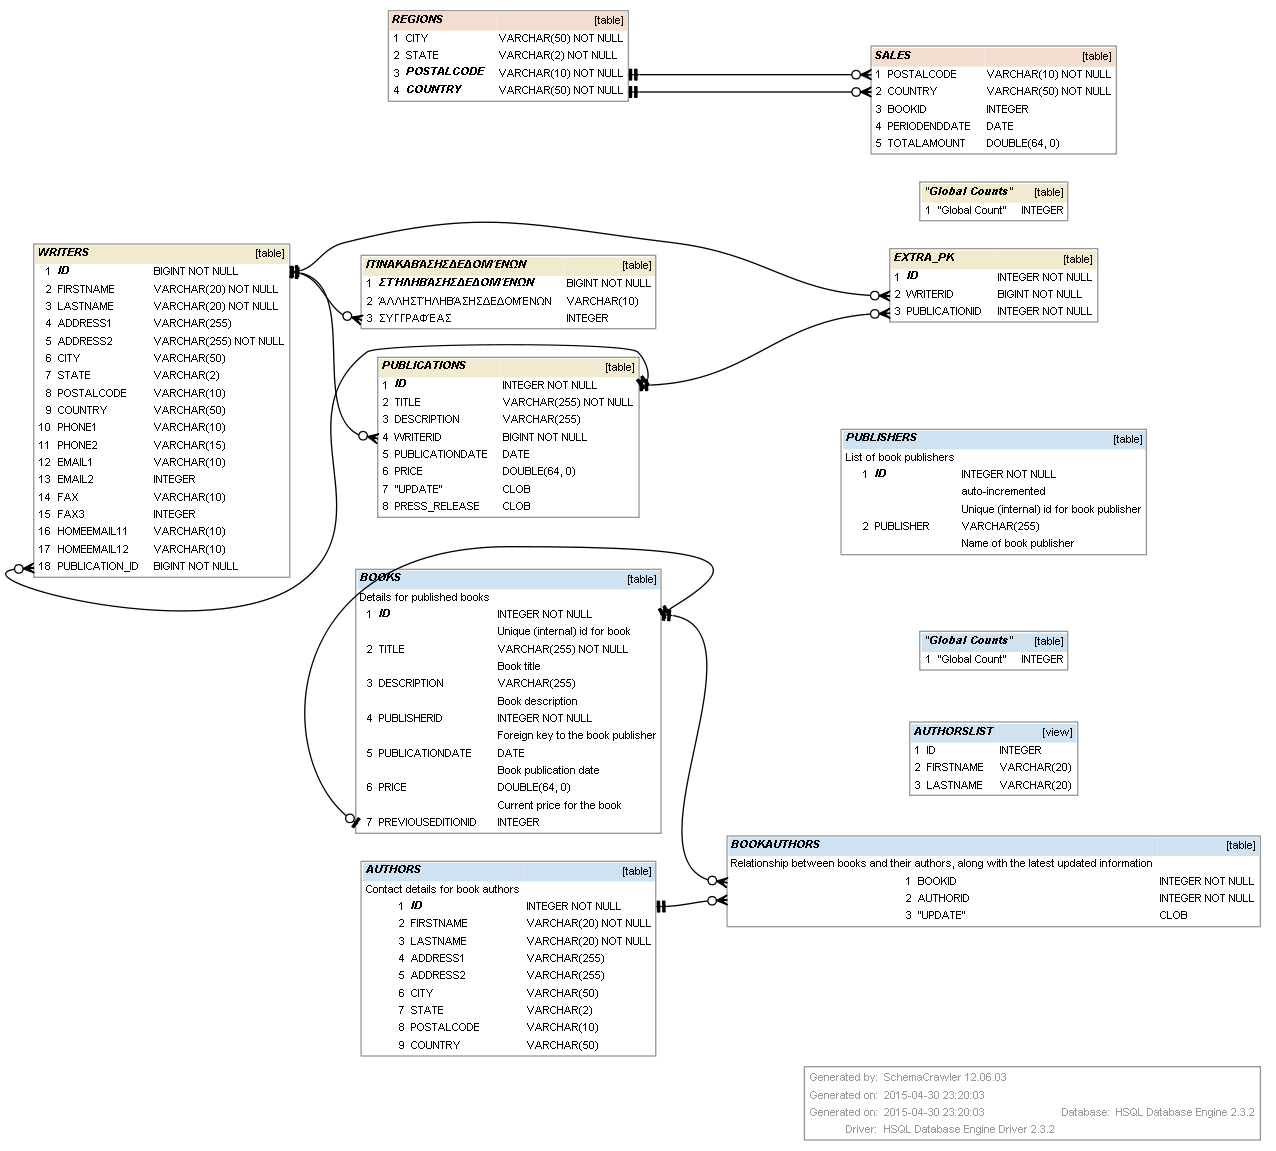 REGIONS [table]
1 CITY VARCHAR(50) NOT NULL
2 STATE VARCHAR(2) NOT NULL
3 POSTALCODE VARCHAR(10) NOT NULL
4 COUNTRY VARCHAR(50) NOT NULL
SALES [table]
1 POSTALCODE VARCHAR(10) NOT NULL
2 COUNTRY VARCHAR(50) NOT NULL
3 BOOKID INTEGER
4 PERIODENDDATE DATE
5 TOTALAMOUNT DOUBLE(64, 0)
"Global Counts" [table]
1 "Global Count" INTEGER
WRITERS [table]
1 ID BIGINT NOT NULL
2 FIRSTNAME VARCHAR(20) NOT NULL
3 LASTNAME VARCHAR(20) NOT NULL
4 ADDRESS1 VARCHAR(255)
5 ADDRESS2 VARCHAR(255) NOT NULL
6 CITY VARCHAR(50)
7 STATE VARCHAR(2)
8 POSTALCODE VARCHAR(10)
9 COUNTRY VARCHAR(50)
10 PHONE1 VARCHAR(10)
11 PHONE2 VARCHAR(15)
12 EMAIL1 VARCHAR(10)
13 EMAIL2 INTEGER
14 FAX VARCHAR(10)
15 FAX3 INTEGER
16 HOMEEMAIL11 VARCHAR(10)
17 HOMEEMAIL12 VARCHAR(10)
18 PUBLICATION_ID BIGINT NOT NULL
ΠΊΝΑΚΑΒΆΣΗΣΔΕΔΟΜΈΝΩΝ [table]
1 ΣΤΉΛΗΒΆΣΗΣΔΕΔΟΜΈΝΩΝ BIGINT NOT NULL
2 ΆΛΛΗΣΤΉΛΗΒΆΣΗΣΔΕΔΟΜΈΝΩΝ VARCHAR(10)
3 ΣΥΓΓΡΑΦΈΑΣ INTEGER
EXTRA_PK [table]
1 ID INTEGER NOT NULL
2 WRITERID BIGINT NOT NULL
3 PUBLICATIONID INTEGER NOT NULL
PUBLICATIONS [table]
1 ID INTEGER NOT NULL
2 TITLE VARCHAR(255) NOT NULL
3 DESCRIPTION VARCHAR(255)
4 WRITERID BIGINT NOT NULL
5 PUBLICATIONDATE DATE
6 PRICE DOUBLE(64, 0)
7 "UPDATE" CLOB
8 PRESS_RELEASE CLOB
PUBLISHERS [table]
List of book publishers
1 ID INTEGER NOT NULL
auto-incremented
Unique (internal) id for book publisher
2 PUBLISHER VARCHAR(255)
Name of book publisher
BOOKS [table]
Details for published books
1 ID INTEGER NOT NULL
Unique (internal) id for book
2 TITLE VARCHAR(255) NOT NULL
Book title
3 DESCRIPTION VARCHAR(255)
Book description
4 PUBLISHERID INTEGER NOT NULL
Foreign key to the book publisher
5 PUBLICATIONDATE DATE
Book publication date
6 PRICE DOUBLE(64, 0)
Current price for the book
7 PREVIOUSEDITIONID INTEGER
"Global Counts" [table]
1 "Global Count" INTEGER
AUTHORSLIST [view]
1 ID INTEGER
2 FIRSTNAME VARCHAR(20)
3 LASTNAME VARCHAR(20)
BOOKAUTHORS [table]
Relationship between books and their authors, along with the latest updated information
1 BOOKID INTEGER NOT NULL
2 AUTHORID INTEGER NOT NULL
3 "UPDATE" CLOB
AUTHORS [table]
Contact details for book authors
1 ID INTEGER NOT NULL
2 FIRSTNAME VARCHAR(20) NOT NULL
3 LASTNAME VARCHAR(20) NOT NULL
4 ADDRESS1 VARCHAR(255)
5 ADDRESS2 VARCHAR(255)
6 CITY VARCHAR(50)
7 STATE VARCHAR(2)
8 POSTALCODE VARCHAR(10)
9 COUNTRY VARCHAR(50)
Generated by: SchemaCrawler 12.06.03
Generated on: 2015-04-30 23:20:03
Generated on: 2015-04-30 23:20:03 Database: HSQL Database Engine 2.3.2
Driver: HSQL Database Engine Driver 2.3.2